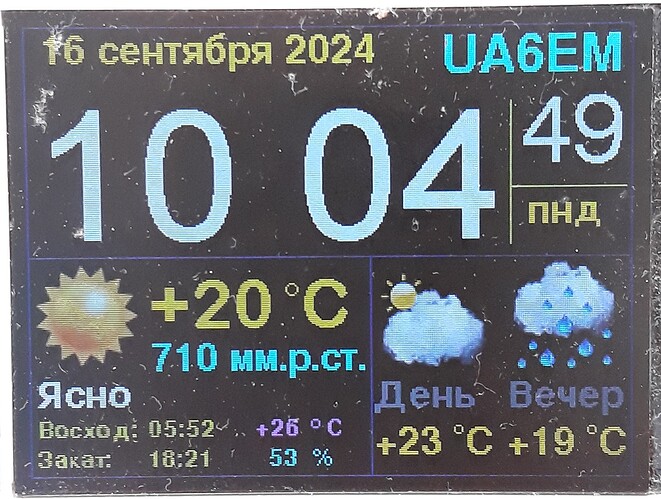 16 сентября 2024 UA6EM
10 04 49
пнд
+20 °C
710 мм.р.ст.
Ясно День Вечер
Восход: 05:52 +26 °C
+23 °C +19 °C
Закат: 18:21 53 %